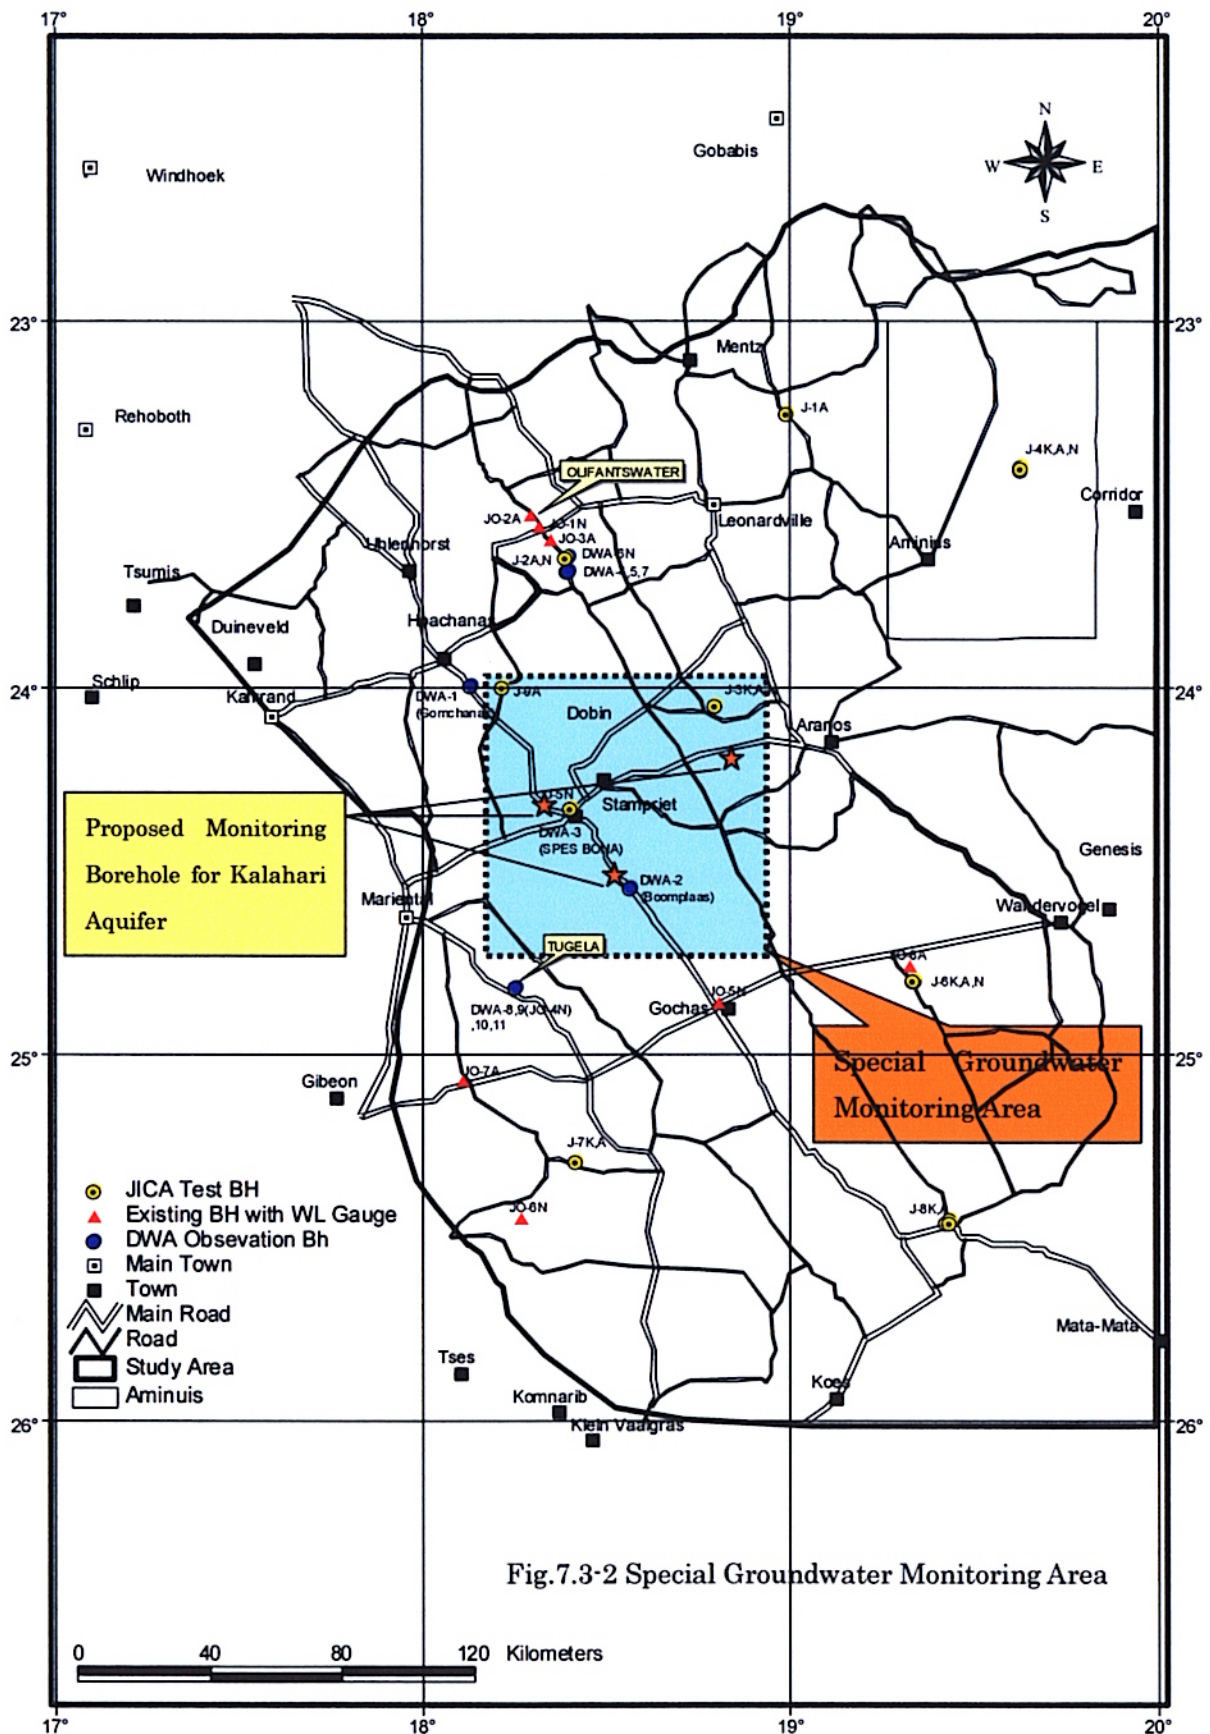 17° 18° 19° 20°
N
W E
S
Gobabis
Windhoek
23° 23°
Mentz
J-1A
Rehoboth
J-4K,A,N
OLIFANTSWATER
Corridor
JO-2A
JO-1N
Leonardville
JO-3A
Uhlenhorst
Aminius
DWA-6N
J-2A,N
DWA-4,5,7
Tsumis
Hoachanas
Duineveld
Schlip
24° 24°
Kalkrand
DWA-1
(Gomchanas)
J-9A
J-3K,A
Dobin
Aranos
J-5N
Stampriet
Proposed Monitoring
Borehole for Kalahari
Aquifer
DWA-3
(SPES BONA)
Genesis
DWA-2
(Boomplaas)
Mariental
Wandervogel
TUGELA
JO-6A
J-6K,A,N
JO-5N
Gochas
DWA-8,9(JO-4N)
,10,11
25° 25°
Special Groundwater
Monitoring Area
JO-7A
Gibeon
J-7K,A
JICA Test BH
Existing BH with WL Gauge
DWA Obsevation Bh
Main Town
Town
Main Road
Road
Study Area
Aminuis
JO-6N
J-8K,A
Mata-Mata
Tses
Koes
Komnarib
26° 26°
Klein Vaalgras
Fig.7.3-2 Special Groundwater Monitoring Area
0 40 80 120 Kilometers
17° 18° 19° 20°